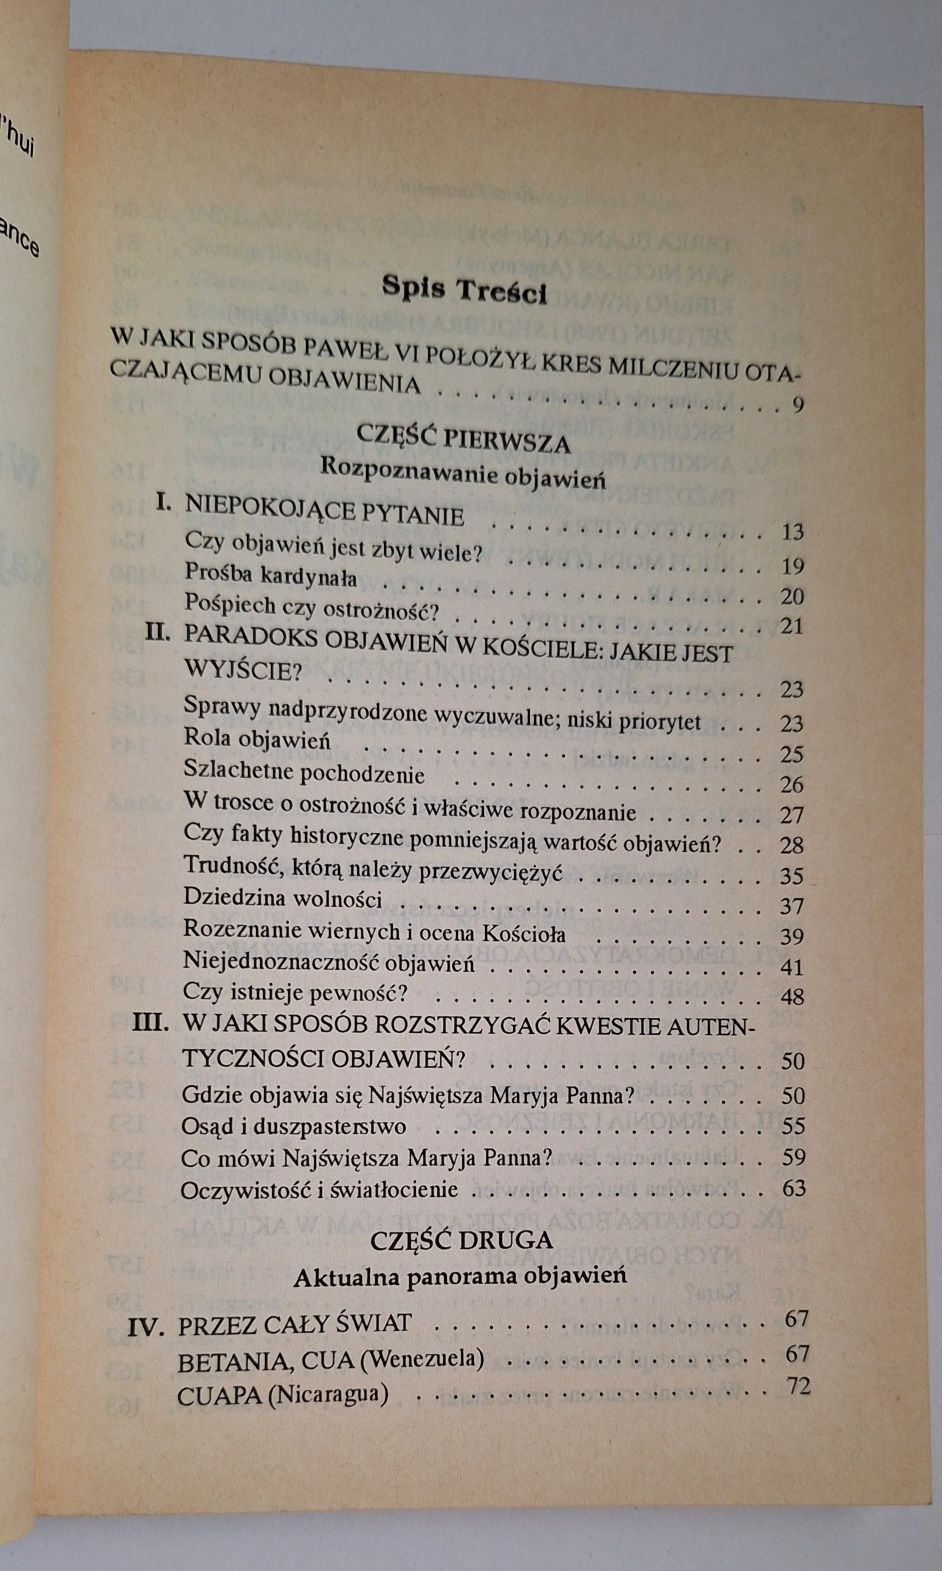 'hui
ance
Spis Treści
W JAKI SPOSÓB PAWEŁ VI POŁOŻYŁ KRES MILCZENIU OTA-
CZAJĄCEMU OBJAWIENIA . . . . . . . . . . . . . . . . . . . . 9
CZĘŚĆ PIERWSZA
Rozpoznawanie objawień
I. NIEPOKOJĄCE PYTANIE . . . . . . . . . . . . . . . 13
Czy objawień jest zbyt wiele? . . . . . . . . . . . . . . 19
Prośba kardynała . . . . . . . . . . . . . . . . . . . . . 20
Pośpiech czy ostrożność? . . . . . . . . . . . . . . . . . 21
II. PARADOKS OBJAWIEŃ W KOŚCIELE: JAKIE JEST
WYJŚCIE? . . . . . . . . . . . . . . . . . . . . . . . . 23
Sprawy nadprzyrodzone wyczuwalne; niski priorytet . . . 23
Rola objawień . . . . . . . . . . . . . . . . . . . . . . 25
Szlachetne pochodzenie . . . . . . . . . . . . . . . . . 26
W trosce o ostrożność i właściwe rozpoznanie . . . . . . . 27
Czy fakty historyczne pomniejszają wartość objawień? . . 28
Trudność, którą należy przezwyciężyć . . . . . . . . . . . 35
Dziedzina wolności . . . . . . . . . . . . . . . . . . . . 37
Rozeznanie wiernych i ocena Kościoła . . . . . . . . . . 39
Niejednoznaczność objawień . . . . . . . . . . . . . . . . 41
Czy istnieje pewność? . . . . . . . . . . . . . . . . . . 48
III. W JAKI SPOSÓB ROZSTRZYGAĆ KWESTIE AUTEN-
TYCZNOŚCI OBJAWIEŃ? . . . . . . . . . . . . . . . 50
Gdzie objawia się Najświętsza Maryja Panna? . . . . . . . 50
Osąd i duszpasterstwo . . . . . . . . . . . . . . . . . . 55
Co mówi Najświętsza Maryja Panna? . . . . . . . . . . . 59
Oczywistość i światłocienie . . . . . . . . . . . . . . . . 63
CZĘŚĆ DRUGA
Aktualna panorama objawień
IV. PRZEZ CAŁY ŚWIAT . . . . . . . . . . . . . . . . . . 67
BETANIA, CUA (Wenezuela) . . . . . . . . . . . . . . . 67
CUAPA (Nicaragua) . . . . . . . . . . . . . . . . . . . . 72